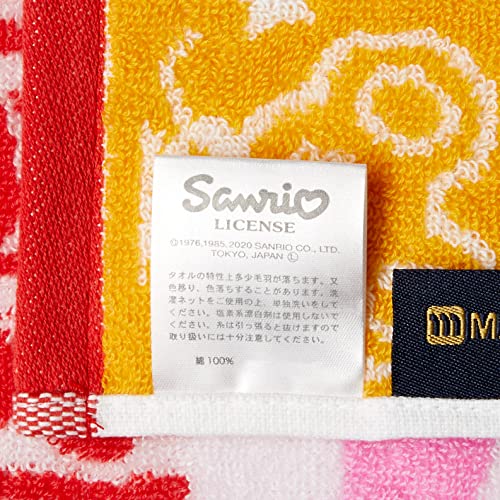 Sanrio
LICENSE
©1976,1985,2020 SANRIO CO., LTD.
TOKYO, JAPAN Ⓛ
タオルの特性上多少毛羽が落ちます。又
色移り、色落ちすることがあります。洗
濯ネットをご使用の上、単独洗いをして
ください。塩素系漂白剤は使用しない
でください。糸は引っ張ると抜けますので
取り扱いには十分注意してください。
綿 100%